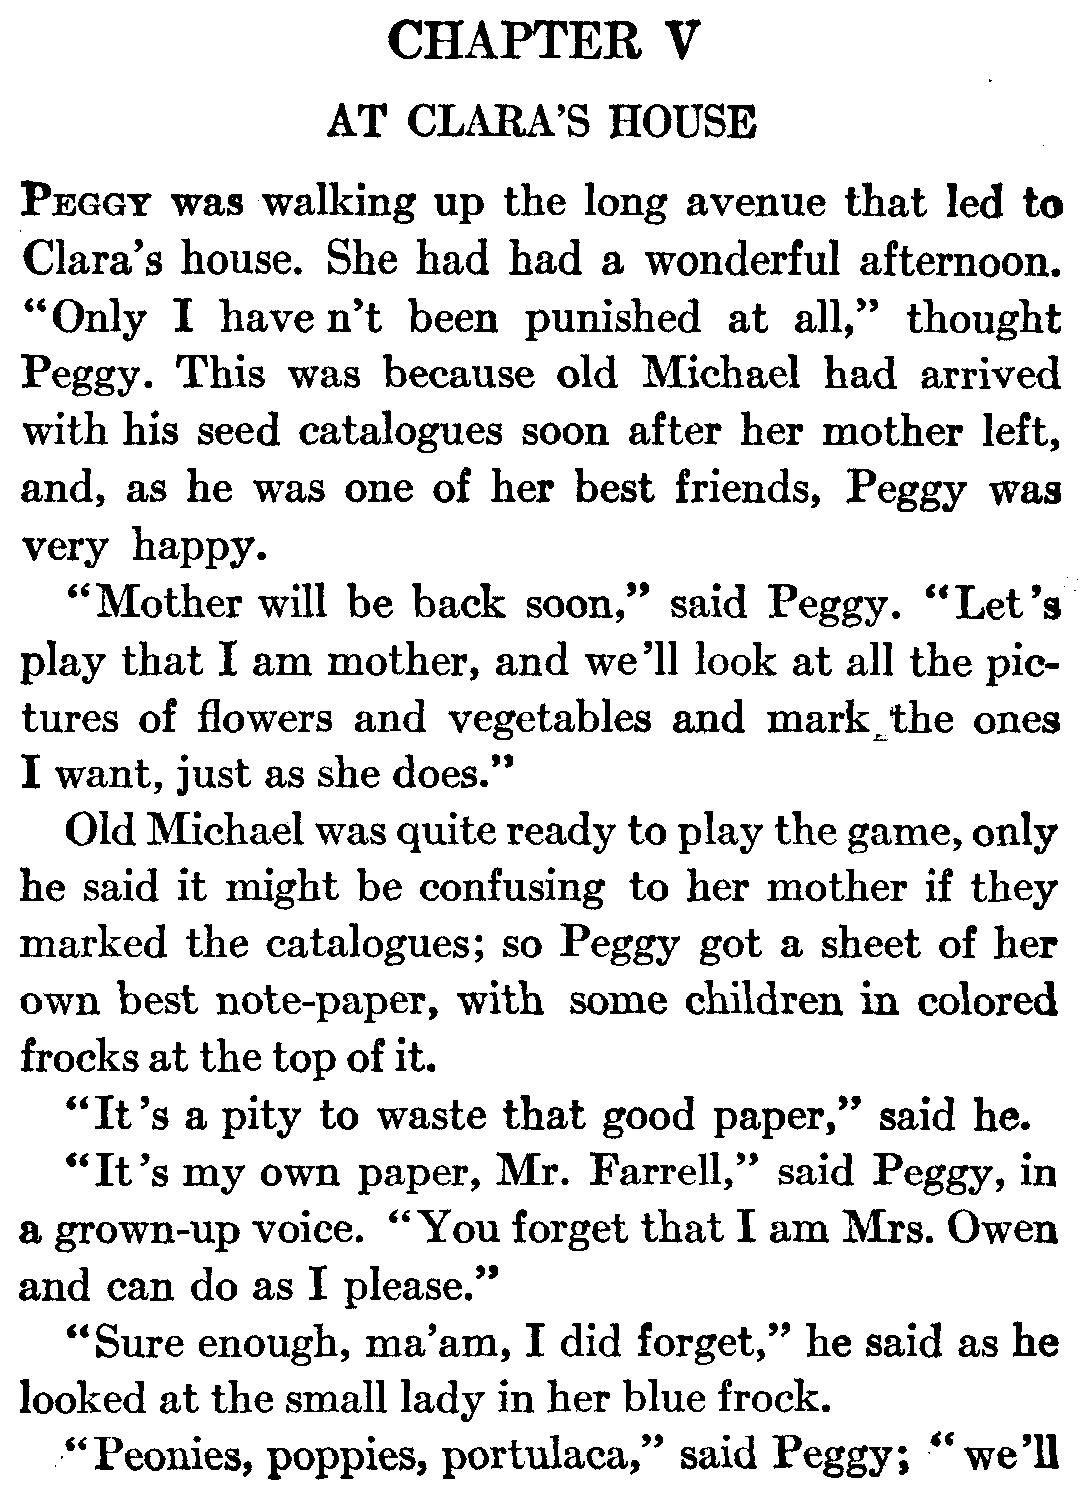 CHAPTER V
AT CLARA'S HOUSE
PEGGY was walking up the long avenue that led to
Clara's house. She had had a wonderful afternoon.
“Only I have n't been punished at all,” thought
Peggy. This was because old Michael had arrived
with his seed catalogues soon after her mother left,
and, as he was one of her best friends, Peggy was
very happy.
“Mother will be back soon,” said Peggy. “Let 's
play that I am mother, and we 'll look at all the pic-
tures of flowers and vegetables and mark the ones
I want, just as she does.”
Old Michael was quite ready to play the game, only
he said it might be confusing to her mother if they
marked the catalogues; so Peggy got a sheet of her
own best note-paper, with some children in colored
frocks at the top of it.
“It 's a pity to waste that good paper,” said he.
“It 's my own paper, Mr. Farrell,” said Peggy, in
a grown-up voice. “You forget that I am Mrs. Owen
and can do as I please.”
“Sure enough, ma'am, I did forget,” he said as he
looked at the small lady in her blue frock.
“Peonies, poppies, portulaca,” said Peggy; “we 'll